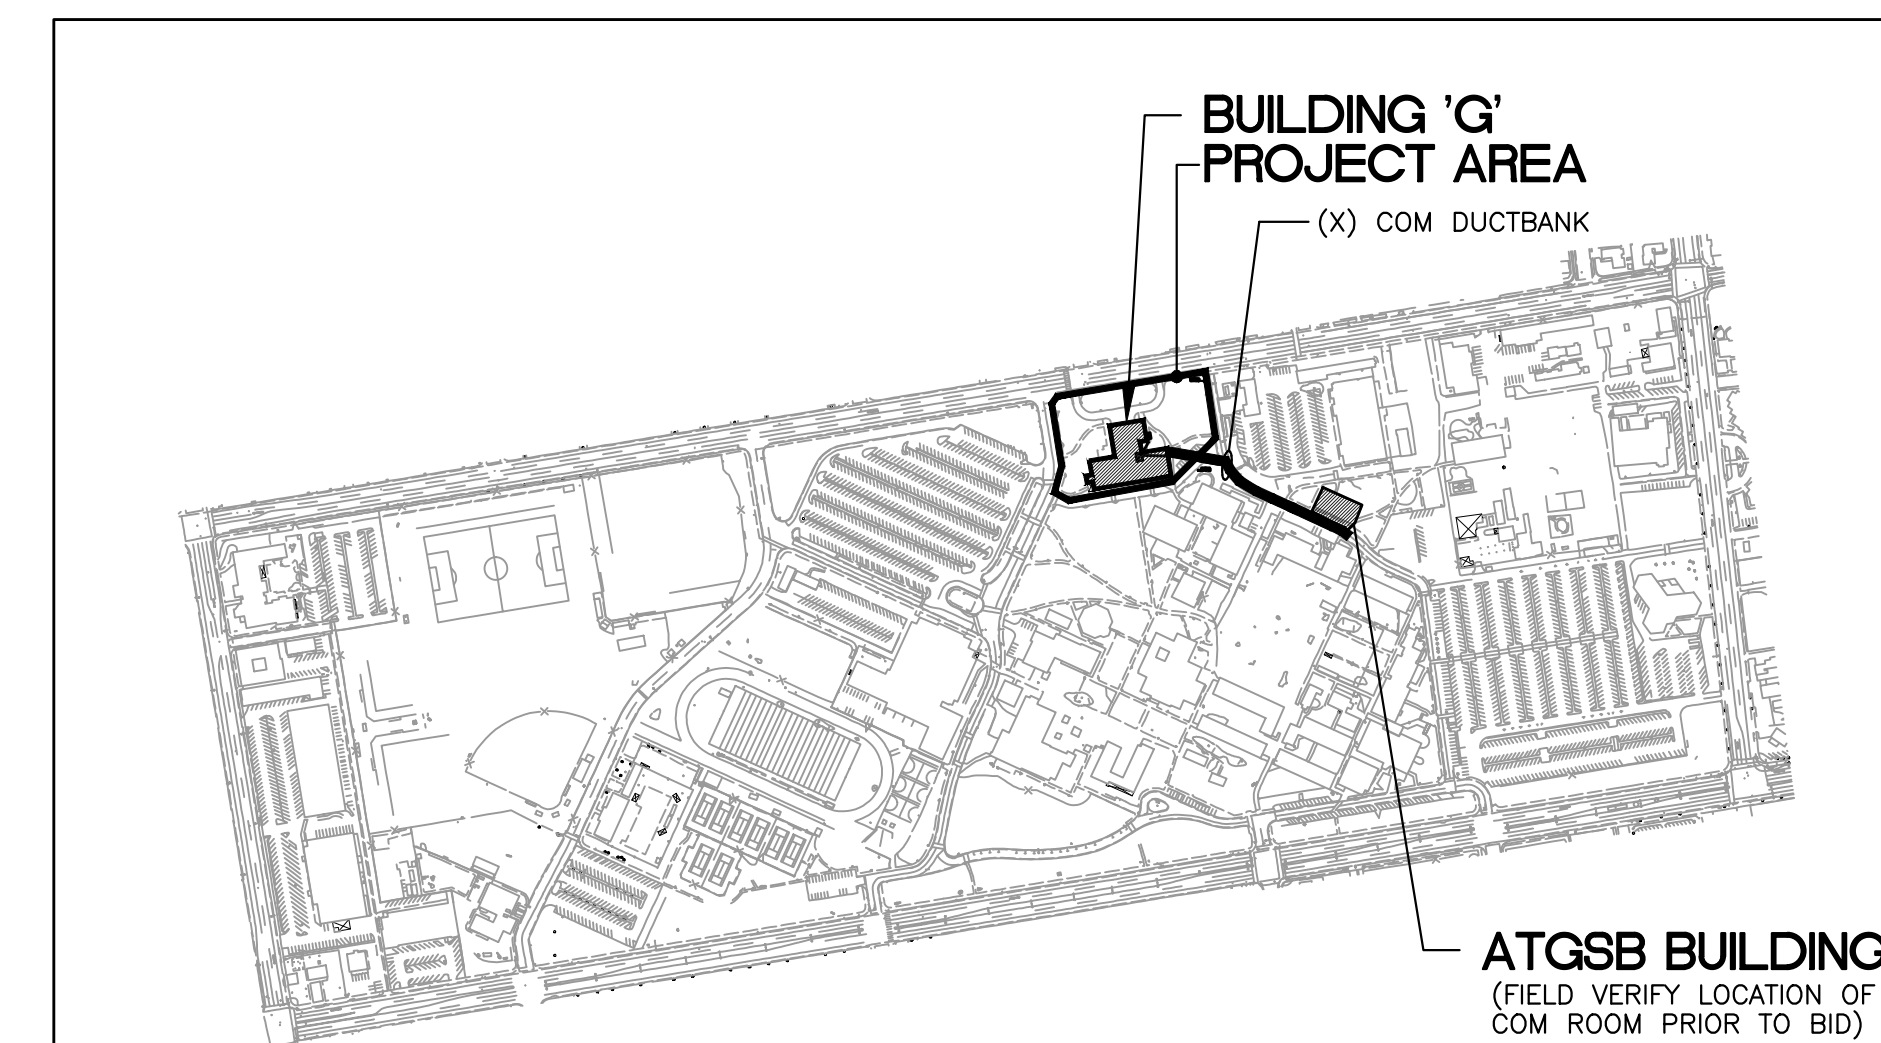 BUILDING 'G'
PROJECT AREA
(X) COM DUCTBANK
ATGSB BUILDING
(FIELD VERIFY LOCATION OF
COM ROOM PRIOR TO BID)